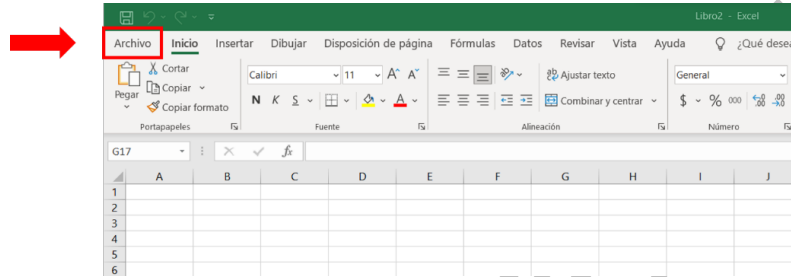 Libro2 - Excel
Archivo Inicio Insertar Dibujar Disposición de página Fórmulas Datos Revisar Vista Ayuda ¿Qué dese
Pegar
Cortar
Copiar
Copiar formato
Portapapeles
Calibri 11
N K S
Fuente
Ajustar texto
Combinar y centrar
Alineación
General
$ % 000
Número
G17 fx
A B C D E F G H I J
1
2
3
4
5
6